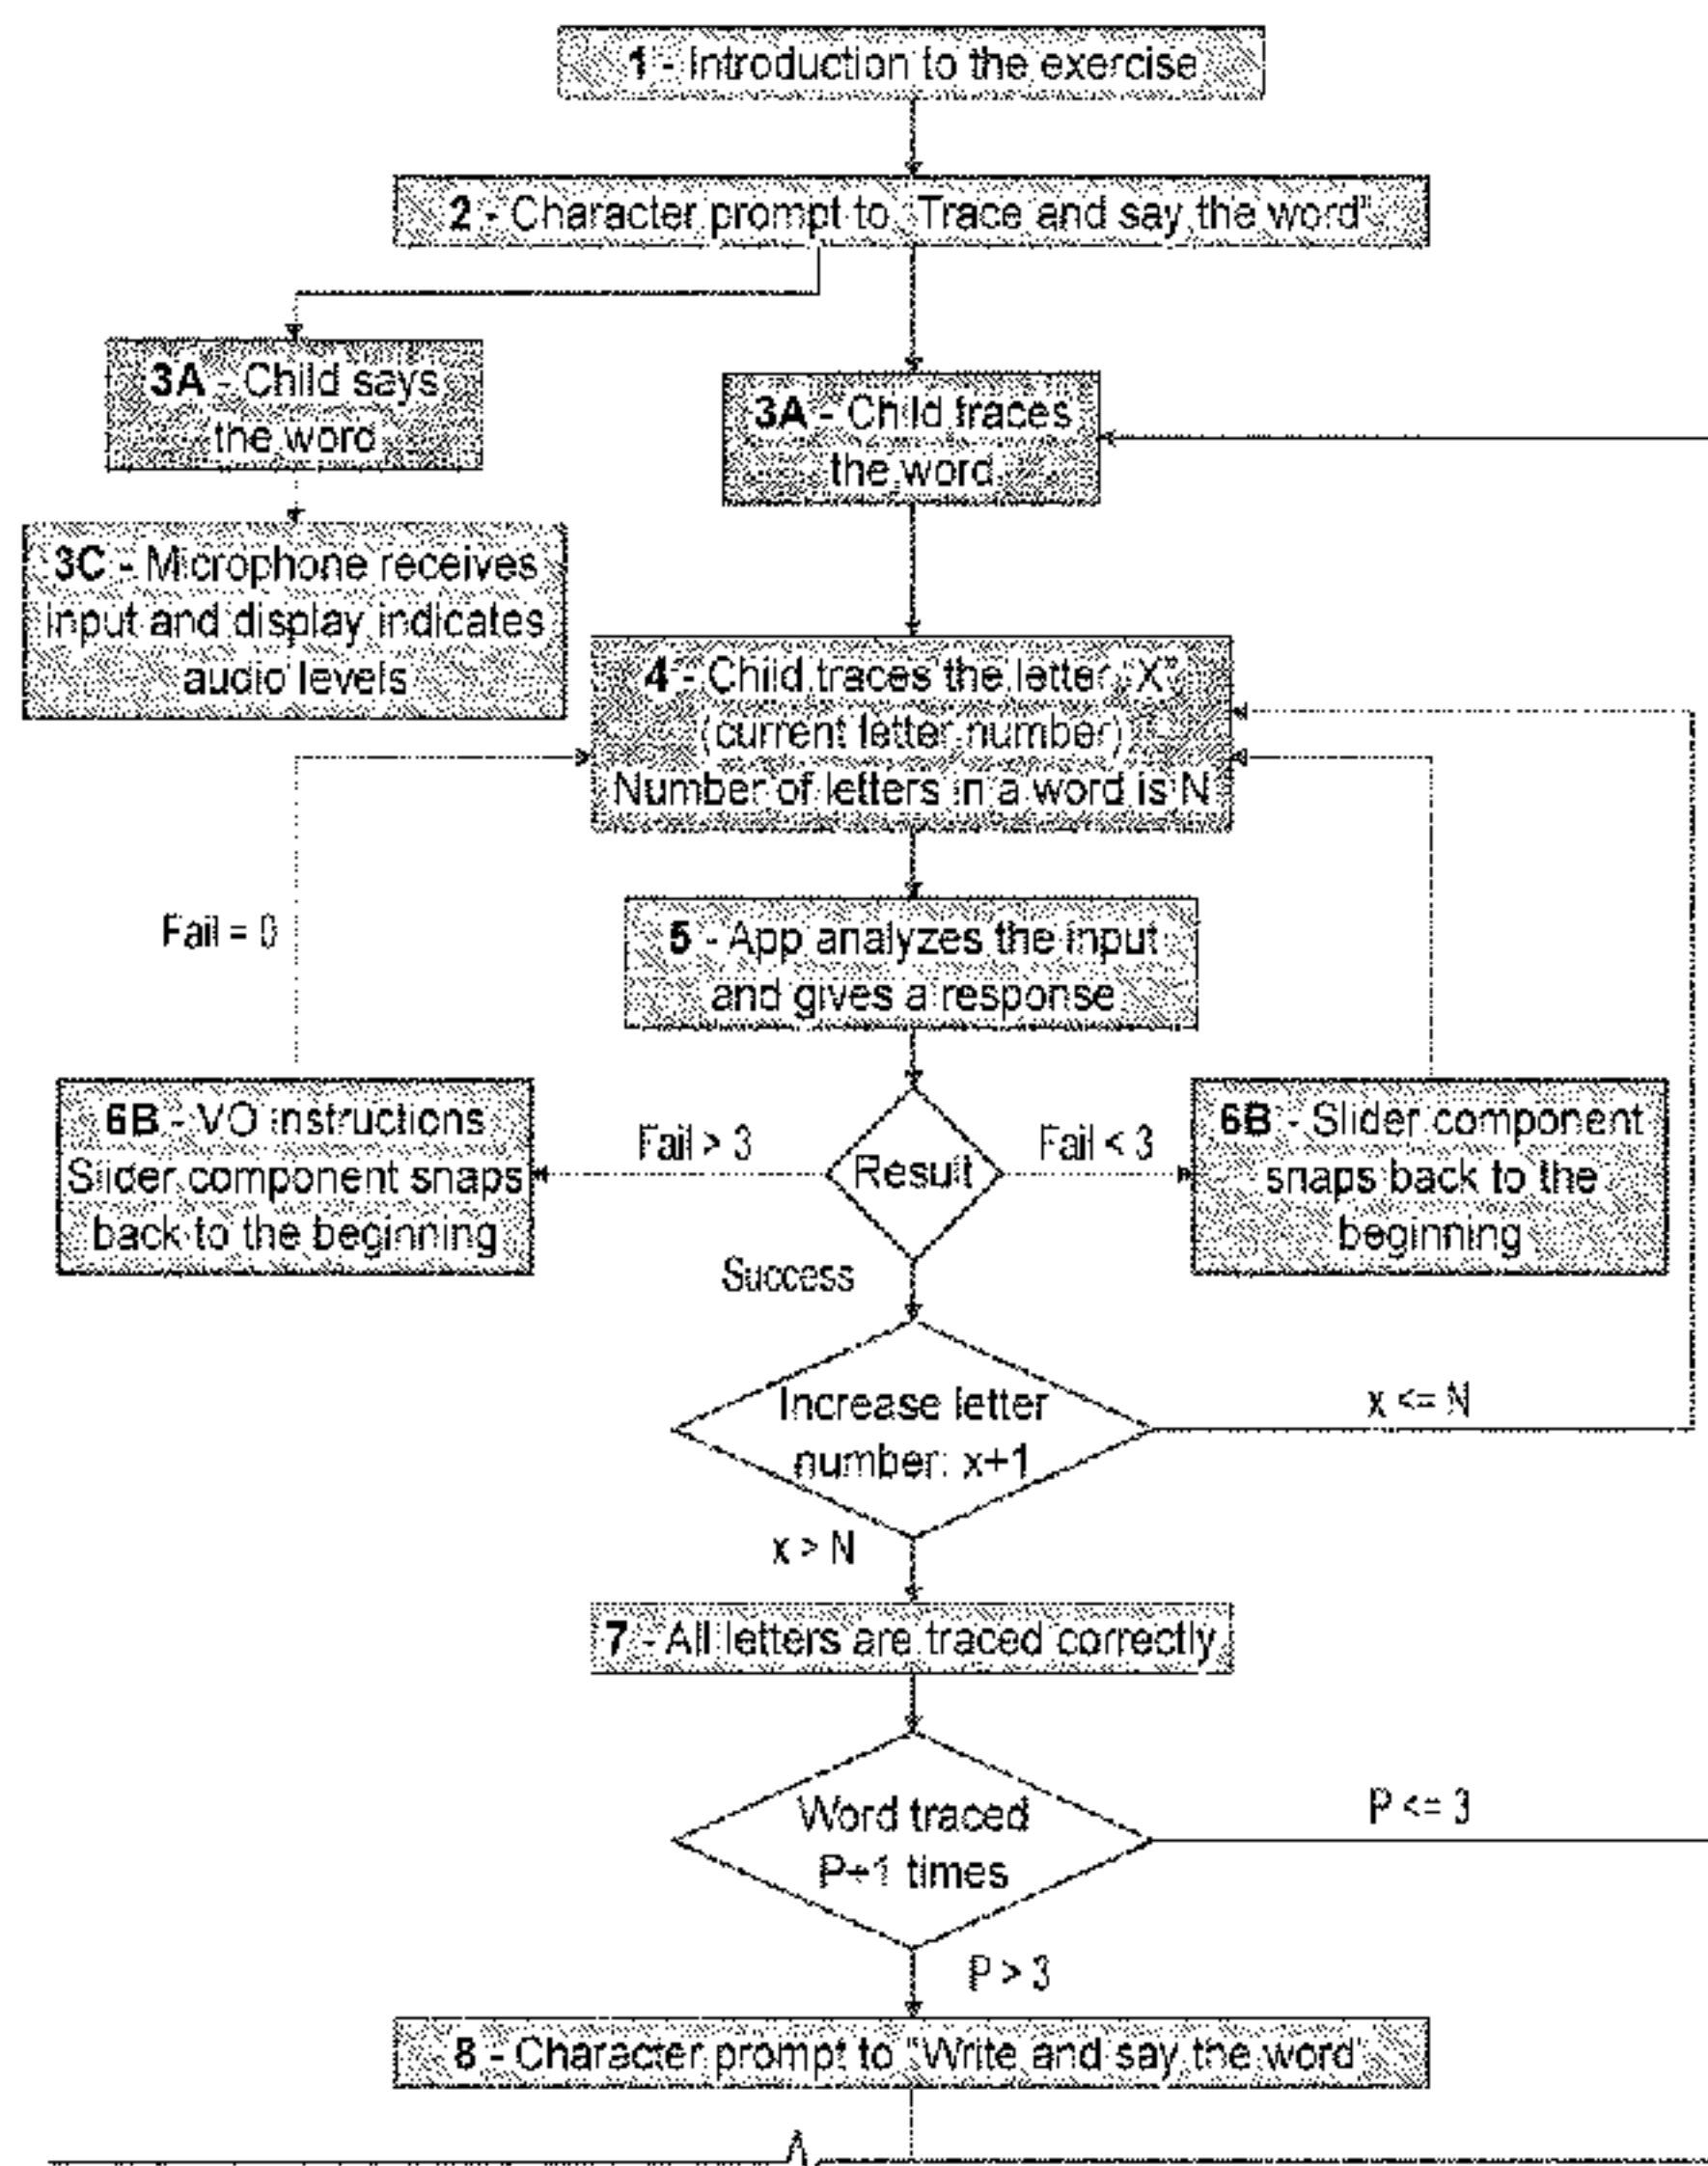 1 - Introduction to the exercise
2 - Character prompt to "Trace and say the word"
3A - Child says
the word
3A - Child traces
the word
3C - Microphone receives
input and display indicates
audio levels
4 - Child traces the letter "X"
(current letter number)
Number of letters in a word is N
Fail = 0
5 - App analyzes the input
and gives a response
6B - VO instructions
Slider component snaps
back to the beginning
Fail > 3
Result
Fail < 3
6B - Slider component
snaps back to the
beginning
Success
Increase letter
number: x+1
x <= N
x > N
7 - All letters are traced correctly
Word traced
P+1 times
P <= 3
P > 3
8 - Character prompt to "Write and say the word"